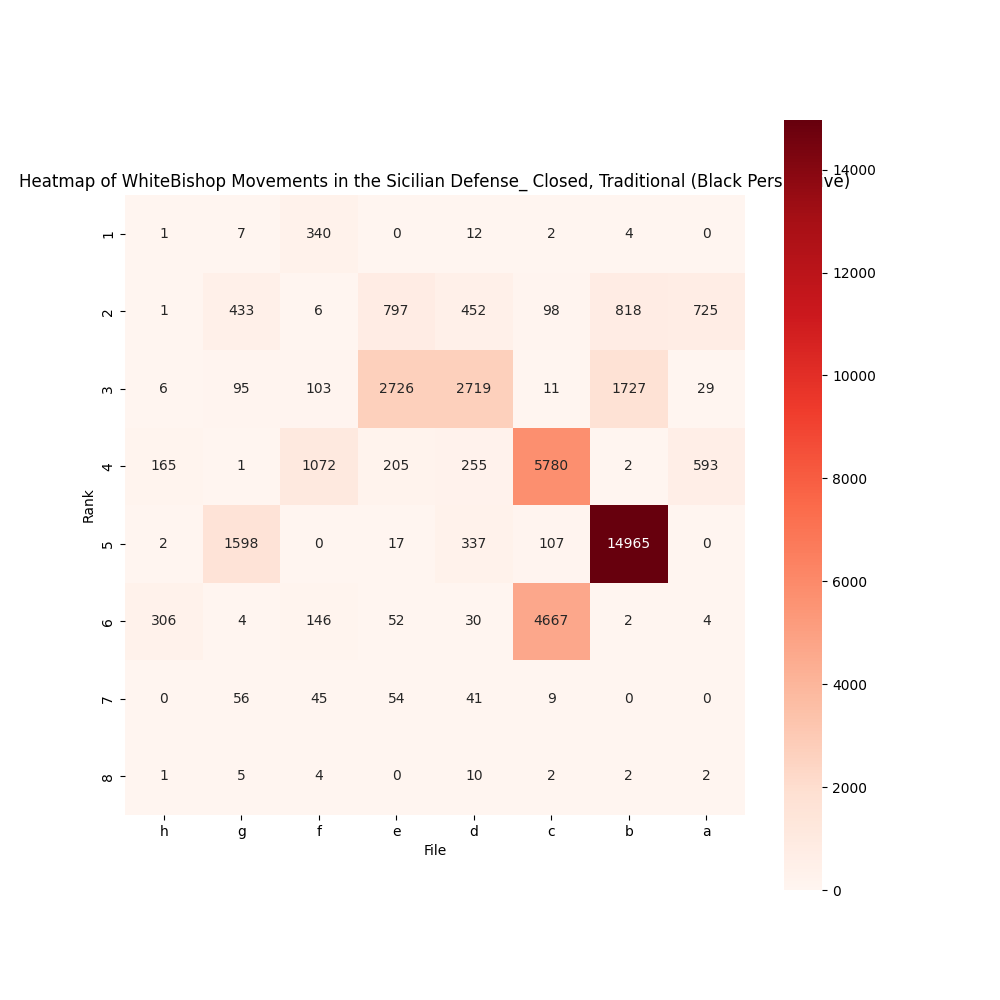 Heatmap of WhiteBishop Movements in the Sicilian Defense_ Closed, Traditional (Black Pers ve)
14000
12000
10000
8000
6000
4000
2000
0
Rank
1 1 7 340 0 12 2 4 0
2 1 433 6 797 452 98 818 725
3 6 95 103 2726 2719 11 1727 29
4 165 1 1072 205 255 5780 2 593
5 2 1598 0 17 337 107 14965 0
6 306 4 146 52 30 4667 2 4
7 0 56 45 54 41 9 0 0
8 1 5 4 0 10 2 2 2
h g f e d c b a
File